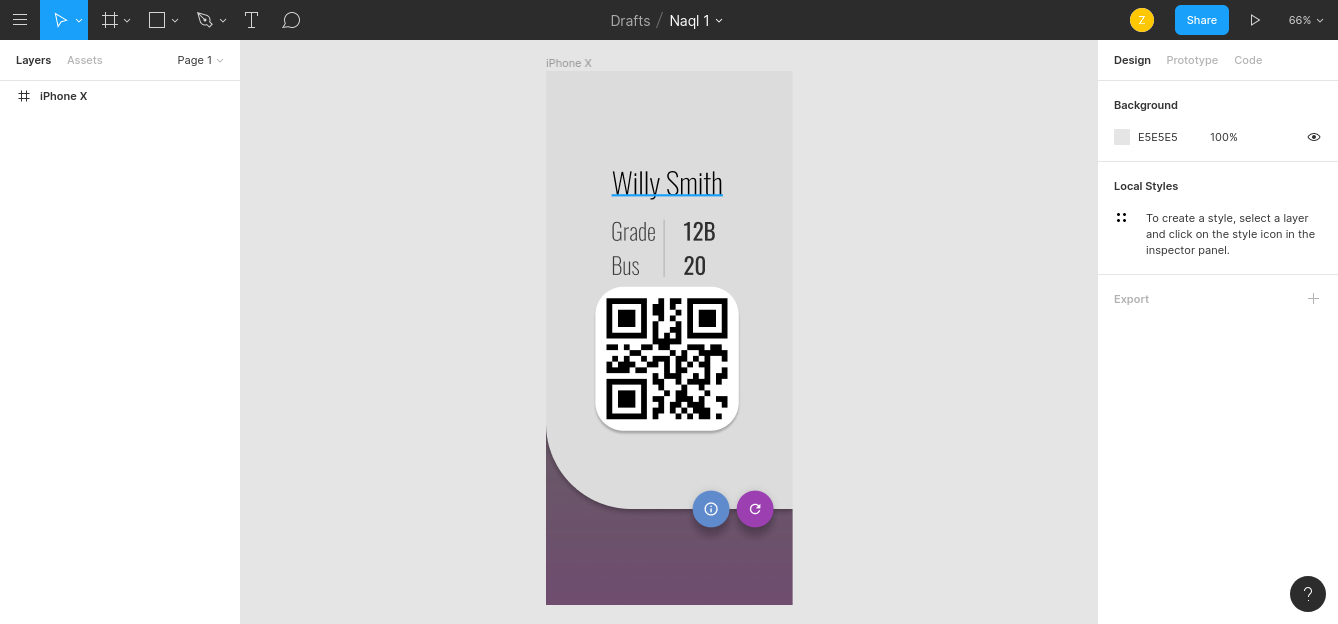 Drafts / Naql 1
Z
Share
66%
Layers
Assets
Page 1
iPhone X
iPhone X
Willy Smith
Grade 12B
Bus 20
Design
Prototype
Code
Background
E5E5E5 100%
Local Styles
To create a style, select a layer
and click on the style icon in the
inspector panel.
Export
?